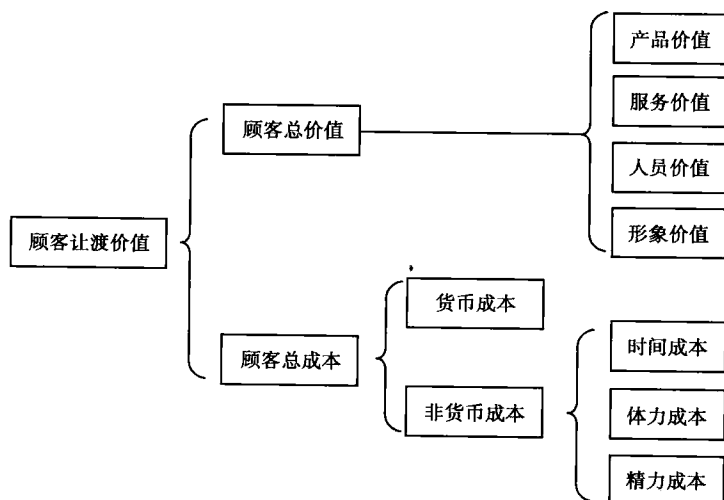 产品价值
服务价值
顾客总价值
人员价值
形象价值
顾客让渡价值
货币成本
顾客总成本
时间成本
非货币成本
体力成本
精力成本